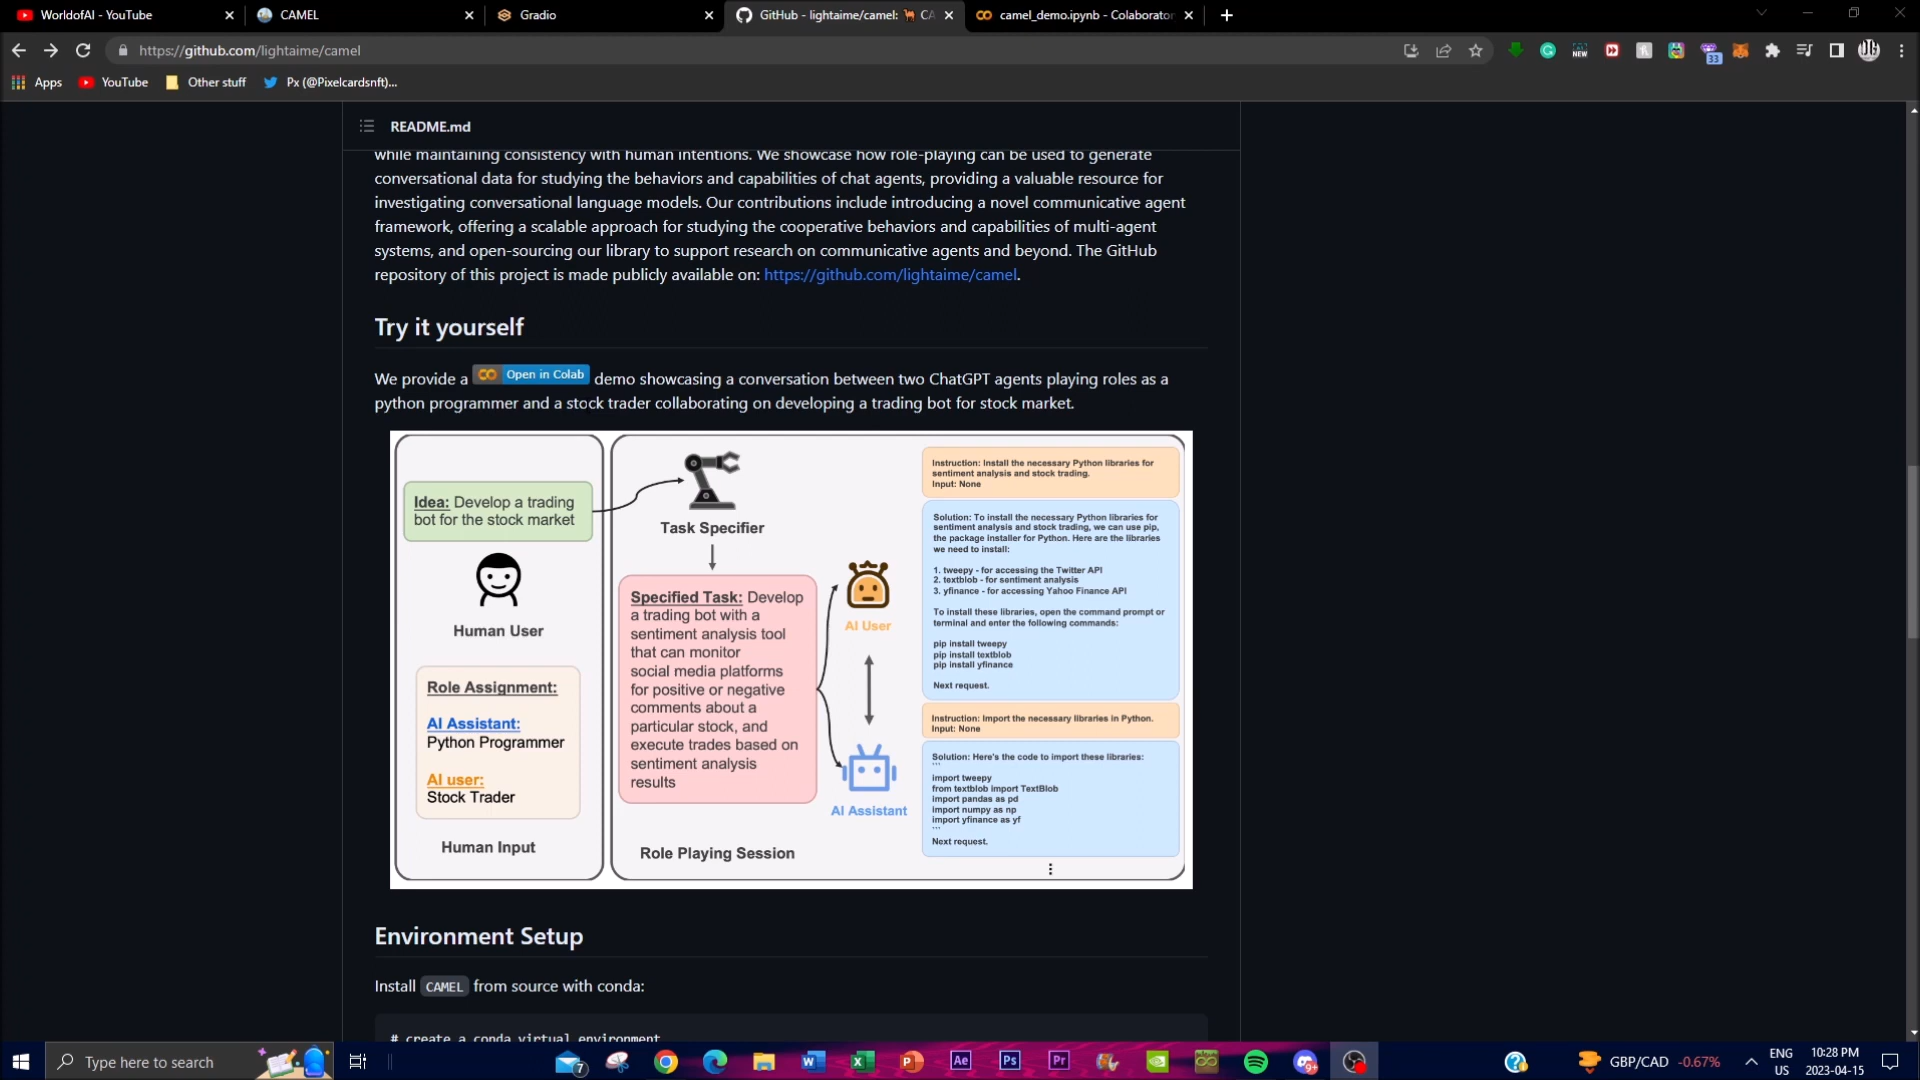 WorldofAI - YouTube
CAMEL
Gradio
GitHub - lightaime/camel: 🐫 CA
camel_demo.ipynb - Colaborator
https://github.com/lightaime/camel
33
Apps
YouTube
Other stuff
Px (@Pixelcardsnft)...
README.md
while maintaining consistency with human intentions. We showcase how role-playing can be used to generate
conversational data for studying the behaviors and capabilities of chat agents, providing a valuable resource for
investigating conversational language models. Our contributions include introducing a novel communicative agent
framework, offering a scalable approach for studying the cooperative behaviors and capabilities of multi-agent
systems, and open-sourcing our library to support research on communicative agents and beyond. The GitHub
repository of this project is made publicly available on: https://github.com/lightaime/camel.
Try it yourself
We provide a Open in Colab demo showcasing a conversation between two ChatGPT agents playing roles as a
python programmer and a stock trader collaborating on developing a trading bot for stock market.
Idea: Develop a trading
bot for the stock market
Human User
Role Assignment:
AI Assistant:
Python Programmer
AI user:
Stock Trader
Human Input
Task Specifier
Specified Task: Develop
a trading bot with a
sentiment analysis tool
that can monitor
social media platforms
for positive or negative
comments about a
particular stock, and
execute trades based on
sentiment analysis
results
AI User
AI Assistant
Role Playing Session
Instruction: Install the necessary Python libraries for
sentiment analysis and stock trading.
Input: None
Solution: To install the necessary Python libraries for
sentiment analysis and stock trading, we can use pip,
the package installer for Python. Here are the libraries
we need to install:
1. tweepy - for accessing the Twitter API
2. textblob - for sentiment analysis
3. yfinance - for accessing Yahoo Finance API
To install these libraries, open the command prompt or
terminal and enter the following commands:
pip install tweepy
pip install textblob
pip install yfinance
Next request.
Instruction: Import the necessary libraries in Python.
Input: None
Solution: Here's the code to import these libraries:
```
import tweepy
from textblob import TextBlob
import pandas as pd
import numpy as np
import yfinance as yf
```
Next request.
Environment Setup
Install CAMEL from source with conda:
# create a conda virtual environment
Type here to search
7
Ae
Ps
Pr
9+
GBP/CAD -0.67%
ENG
US
10:28 PM
2023-04-15